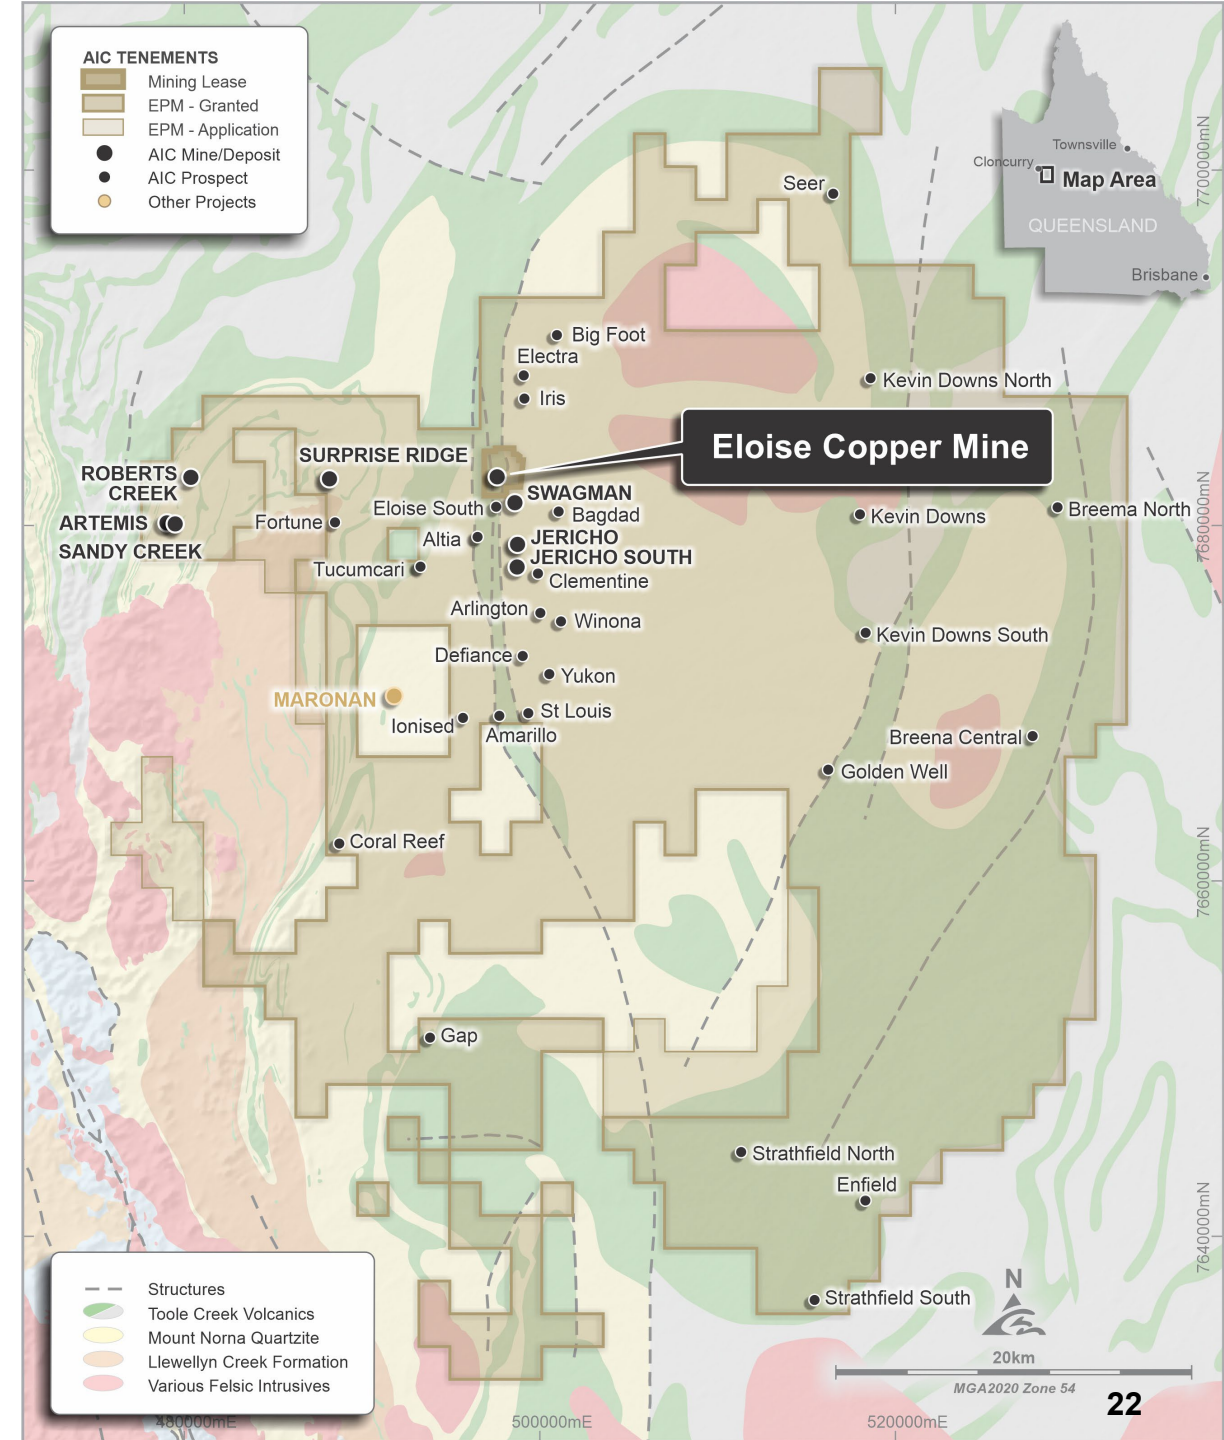 AIC TENEMENTS
Mining Lease
EPM - Granted
EPM - Application
AIC Mine/Deposit
AIC Prospect
Other Projects
Townsville
Cloncurry
Map Area
QUEENSLAND
Brisbane
7700000mN
Seer
Big Foot
Electra
Iris
Kevin Downs North
Eloise Copper Mine
SURPRISE RIDGE
ROBERTS
CREEK
ARTEMIS
SANDY CREEK
Fortune
SWAGMAN
Eloise South
Bagdad
Altia
JERICHO
JERICHO SOUTH
Tucumcari
Clementine
Kevin Downs
Breema North
7680000mN
Arlington
Winona
Kevin Downs South
Defiance
Yukon
MARONAN
Ionised
St Louis
Amarillo
Breena Central
Golden Well
Coral Reef
7660000mN
Gap
Strathfield North
Enfield
7640000mN
Strathfield South
Structures
Toole Creek Volcanics
Mount Norna Quartzite
Llewellyn Creek Formation
Various Felsic Intrusives
N
20km
MGA2020 Zone 54
22
480000mE
500000mE
520000mE